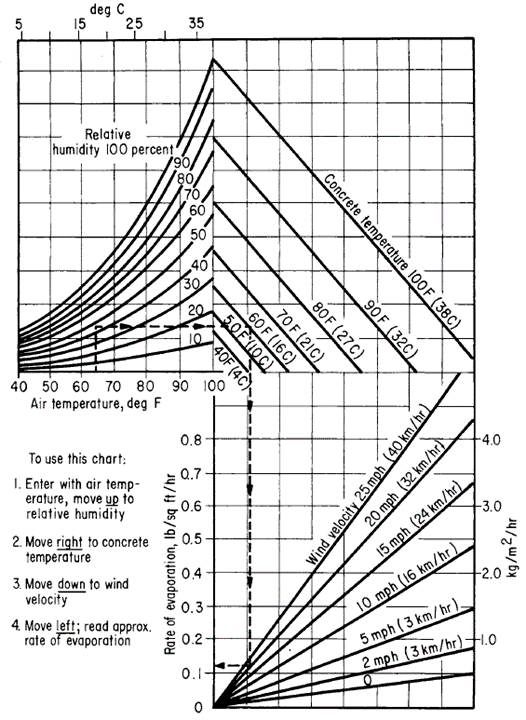 deg C
5 15 25 35
Relative
humidity 100 percent
90
80
70
60
50
40
30
20
10
Concrete temperature 100F (38C)
90F (32C)
80F (27C)
70F (21C)
60F (16C)
50F (10C)
40F (4C)
40 50 60 70 80 90 100
Air temperature, deg F
To use this chart:
1. Enter with air temp-
erature, move up to
relative humidity
2. Move right to concrete
temperature
3. Move down to wind
velocity
4. Move left; read approx.
rate of evaporation
Rate of evaporation, lb/sq ft/hr
0.8
0.7
0.6
0.5
0.4
0.3
0.2
0.1
0
Wind velocity 25 mph (40 km/hr)
20 mph (32 km/hr)
15 mph (24 km/hr)
10 mph (16 km/hr)
5 mph (3 km/hr)
2 mph (3 km/hr)
0
4.0
3.0
2.0
1.0
kg/m²/hr